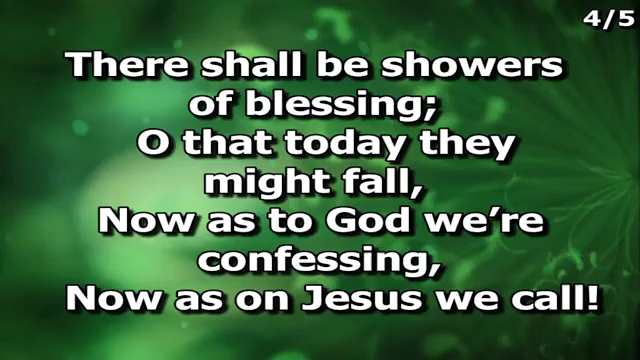 4/5
There shall be showers
of blessing;
O that today they
might fall,
Now as to God we’re
confessing,
Now as on Jesus we call!